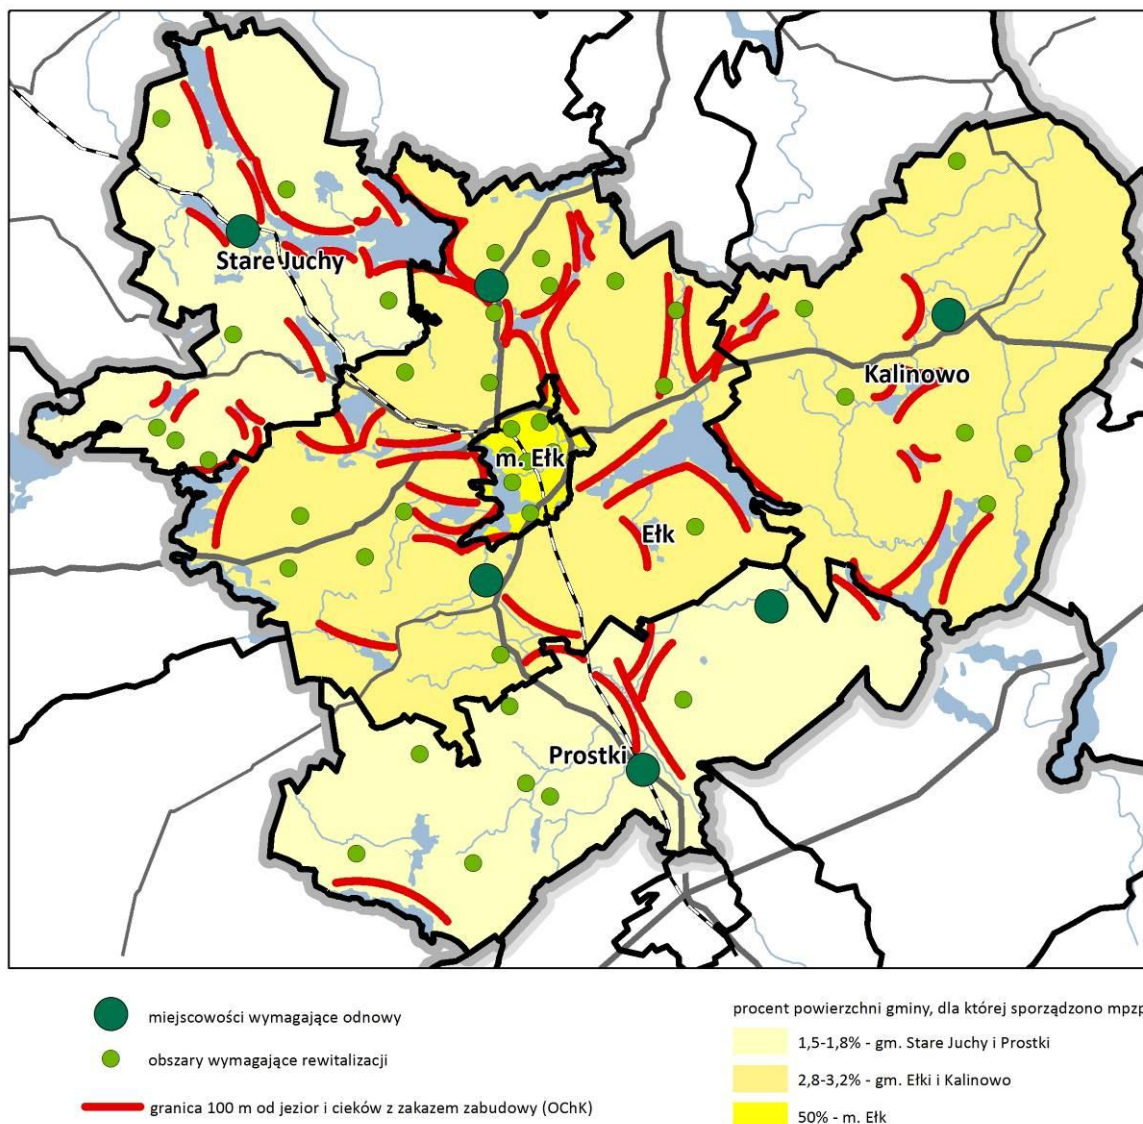 Stare Juchy
Kalinowo
m. Ełk
Ełk
Prostki
miejscowości wymagające odnowy
obszary wymagające rewitalizacji
granica 100 m od jezior i cieków z zakazem zabudowy (OChK)
procent powierzchni gminy, dla której sporządzono mpzp
1,5-1,8% - gm. Stare Juchy i Prostki
2,8-3,2% - gm. Ełki i Kalinowo
50% - m. Ełk